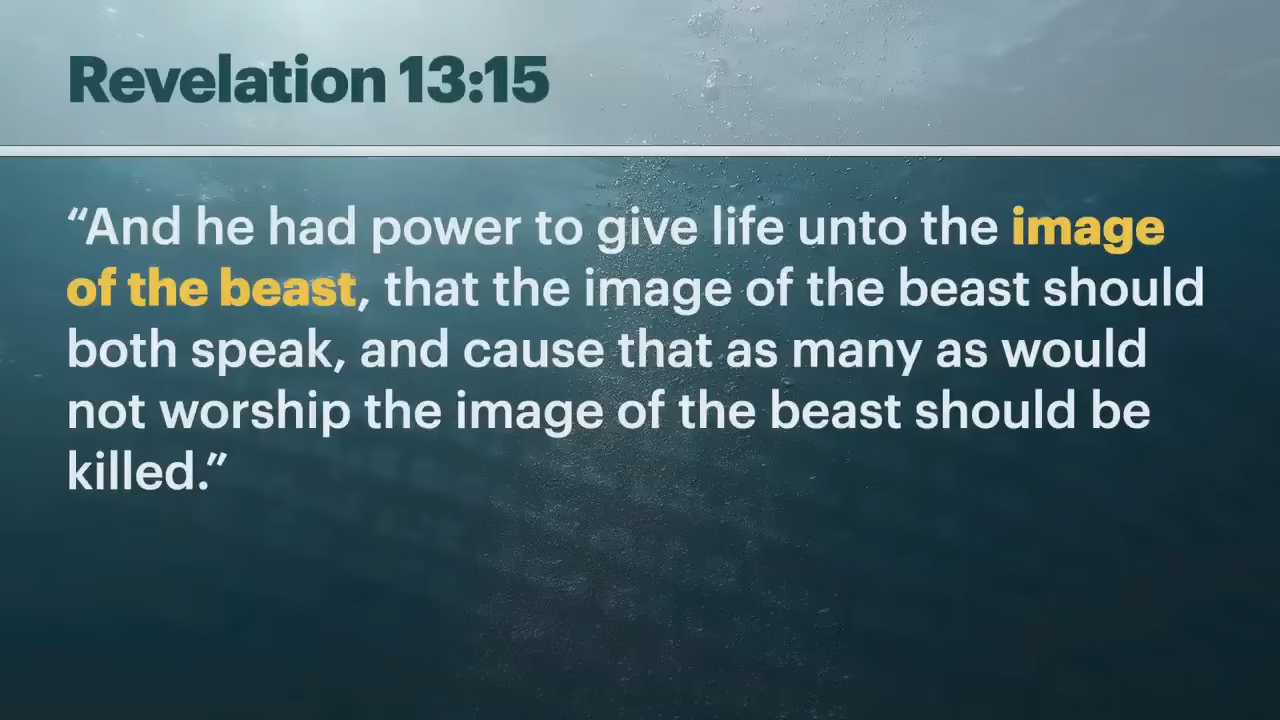 Revelation 13:15
“And he had power to give life unto the image
of the beast, that the image of the beast should
both speak, and cause that as many as would
not worship the image of the beast should be
killed.”